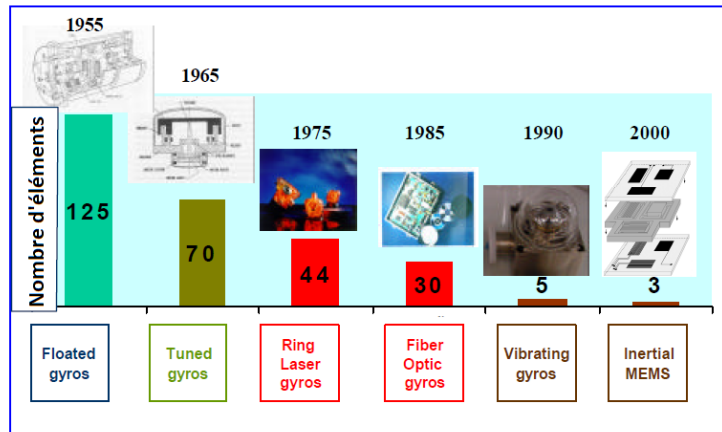 1955
1965
1975
1985
1990
2000
Nombre d'éléments
125
70
44
30
5
3
Floated
gyros
Tuned
gyros
Ring
Laser
gyros
Fiber
Optic
gyros
Vibrating
gyros
Inertial
MEMS